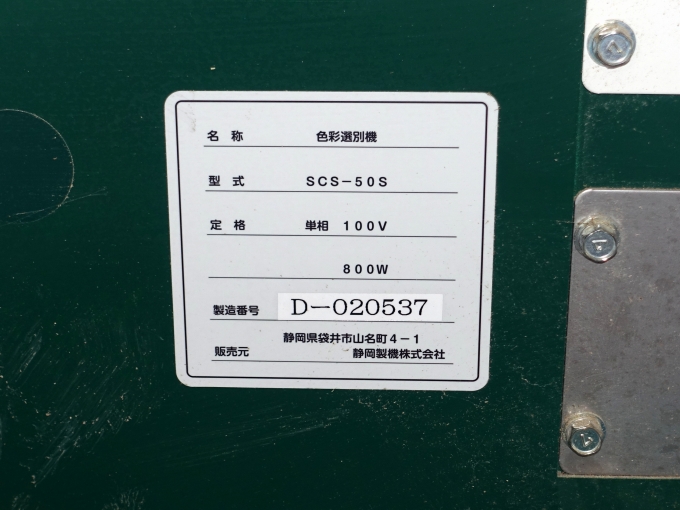 名称 色彩選別機
型式 SCS-50S
定格 単相 100V
800W
製造番号 D-020537
静岡県袋井市山名町4-1
販売元 静岡製機株式会社